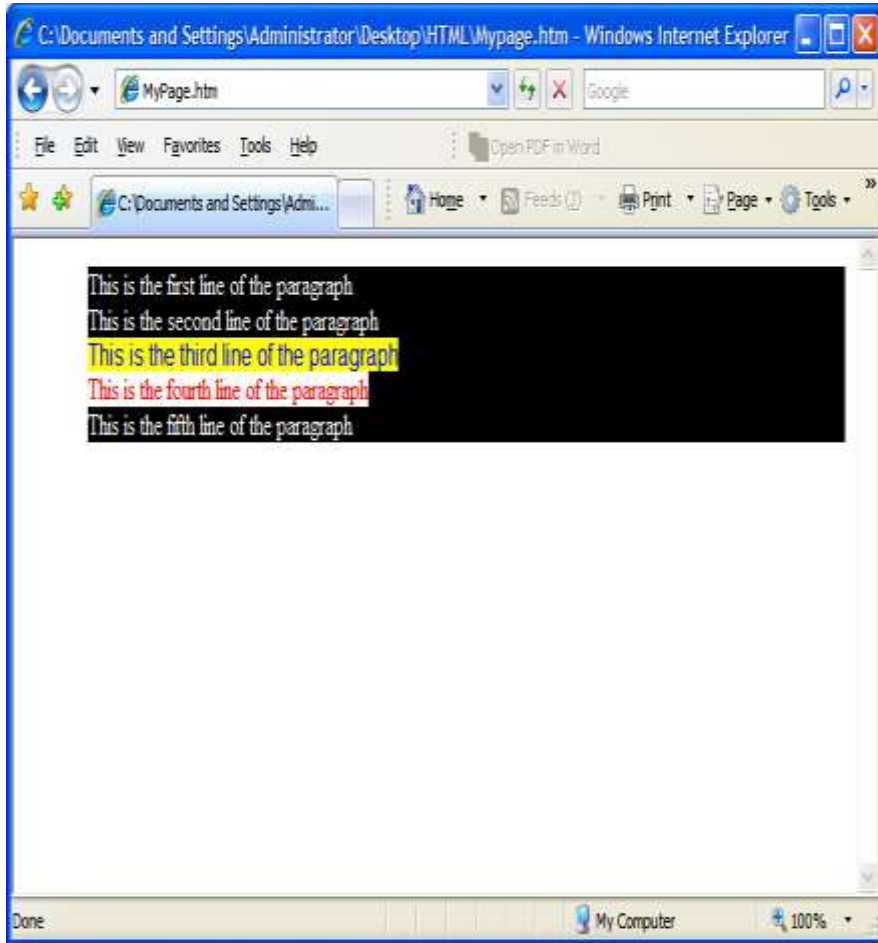 C:\Documents and Settings\Administrator\Desktop\HTML\Mypage.htm - Windows Internet Explorer
MyPage.htm Google
File Edit View Favorites Tools Help Open PDF in Word
C:\Documents and Settings\Admi... Home Feeds (J) Print Page Tools »
This is the first line of the paragraph
This is the second line of the paragraph
This is the third line of the paragraph
This is the fourth line of the paragraph
This is the fifth line of the paragraph
Done My Computer 100%